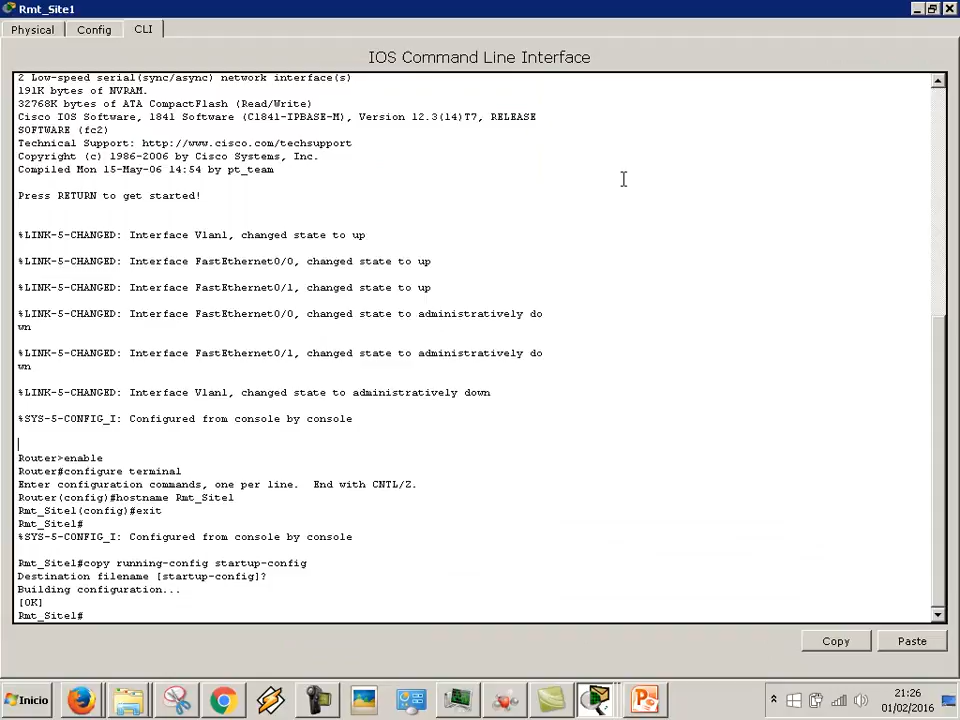 Rmt_Site1
Physical Config CLI
IOS Command Line Interface
2 Low-speed serial(sync/async) network interface(s)
191K bytes of NVRAM.
32768K bytes of ATA CompactFlash (Read/Write)
Cisco IOS Software, 1841 Software (C1841-IPBASE-M), Version 12.3(14)T7, RELEASE
SOFTWARE (fc2)
Technical Support: http://www.cisco.com/techsupport
Copyright (c) 1986-2006 by Cisco Systems, Inc.
Compiled Mon 15-May-06 14:54 by pt_team
Press RETURN to get started!
%LINK-5-CHANGED: Interface Vlan1, changed state to up
%LINK-5-CHANGED: Interface FastEthernet0/0, changed state to up
%LINK-5-CHANGED: Interface FastEthernet0/1, changed state to up
%LINK-5-CHANGED: Interface FastEthernet0/0, changed state to administratively do
wn
%LINK-5-CHANGED: Interface FastEthernet0/1, changed state to administratively do
wn
%LINK-5-CHANGED: Interface Vlan1, changed state to administratively down
%SYS-5-CONFIG_I: Configured from console by console
Router>enable
Router#configure terminal
Enter configuration commands, one per line.  End with CNTL/Z.
Router(config)#hostname Rmt_Site1
Rmt_Site1(config)#exit
Rmt_Site1#
%SYS-5-CONFIG_I: Configured from console by console
Rmt_Site1#copy running-config startup-config
Destination filename [startup-config]?
Building configuration...
[OK]
Rmt_Site1#
Copy Paste
Inicio
21:26
01/02/2016